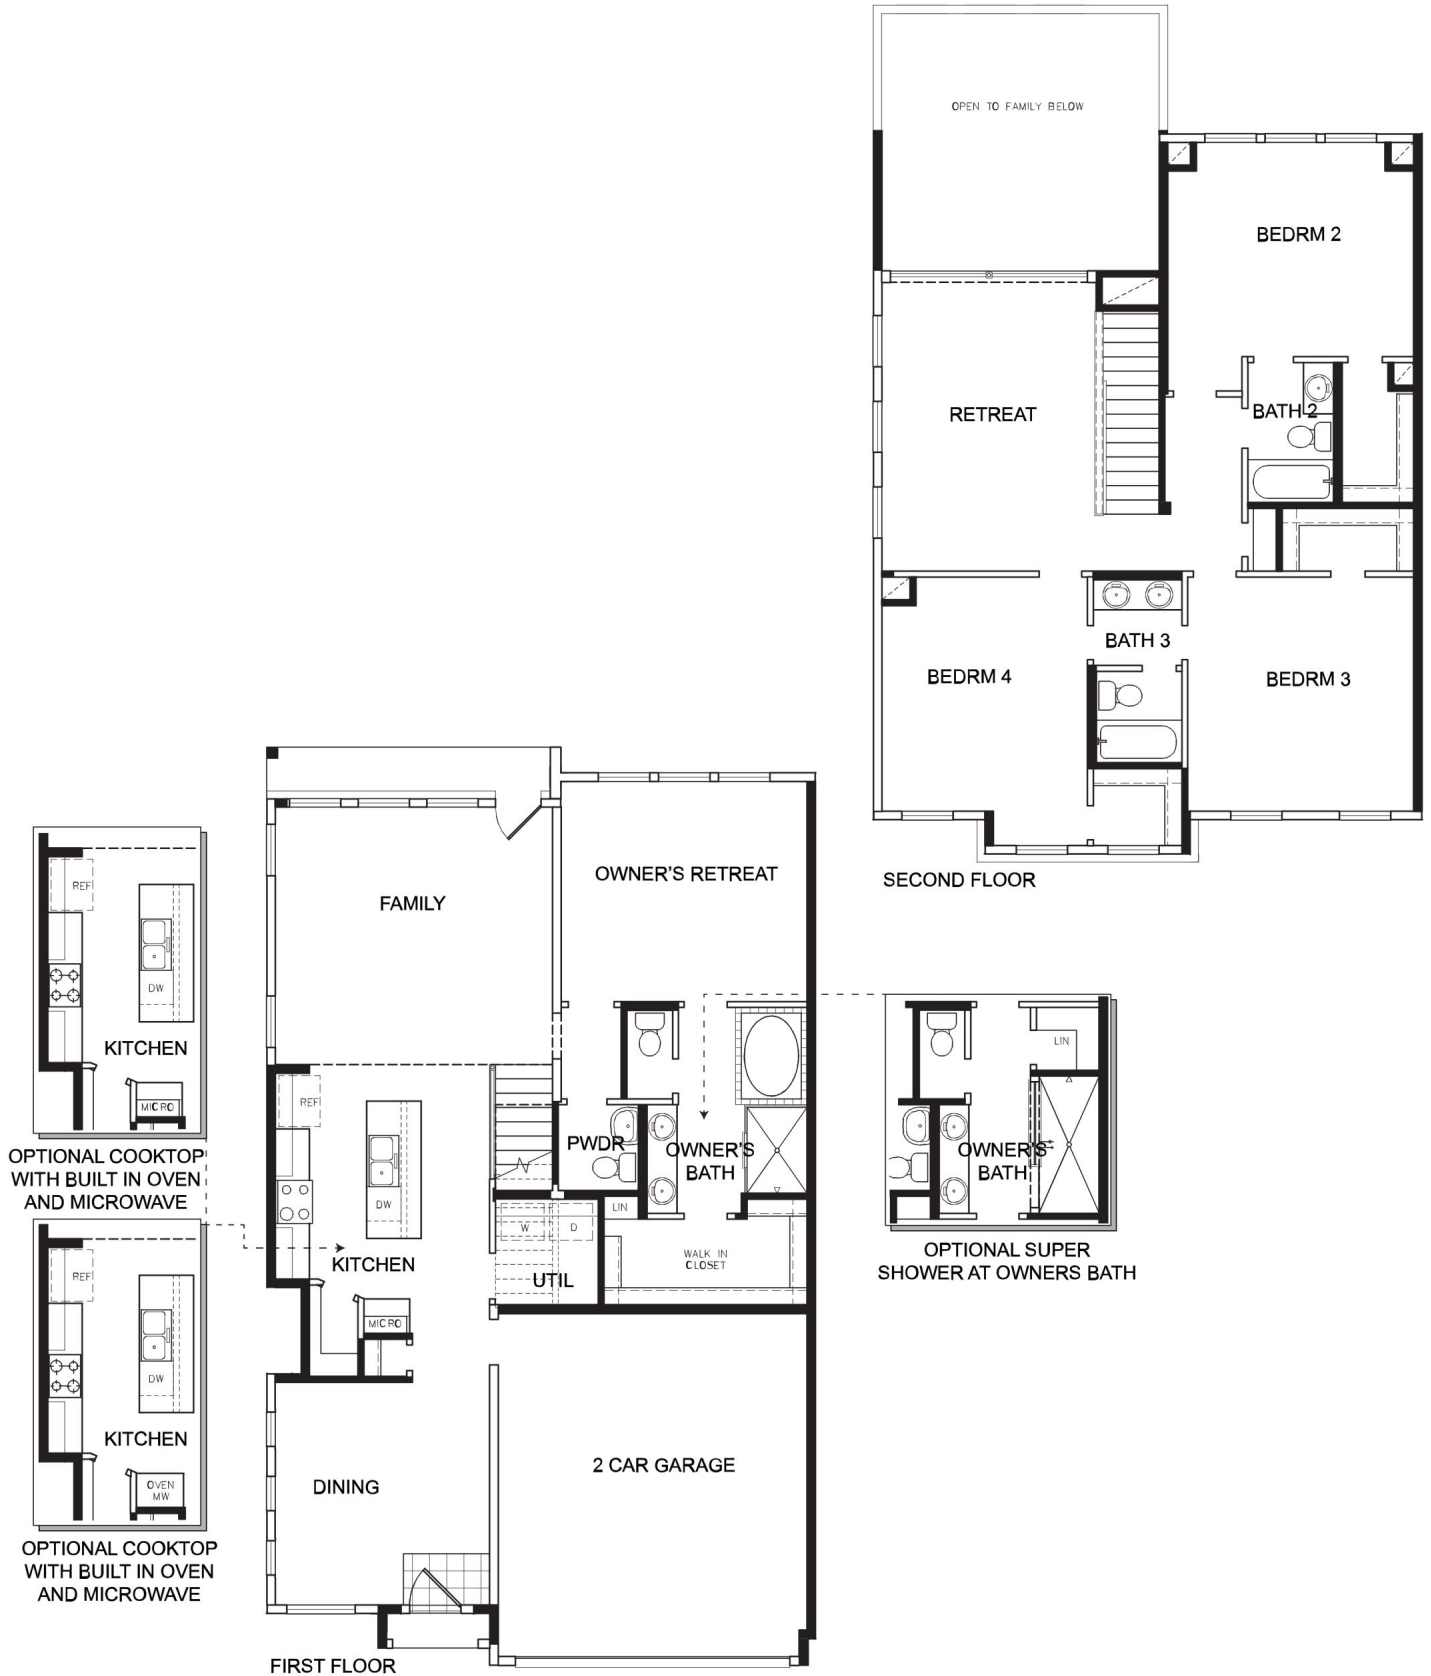 OPEN TO FAMILY BELOW
BEDRM 2
RETREAT
BATH 2
BATH 3
BEDRM 4
BEDRM 3
SECOND FLOOR
OWNER'S RETREAT
FAMILY
REF
DW
KITCHEN
MICRO
OPTIONAL COOKTOP
WITH BUILT IN OVEN
AND MICROWAVE
REF
DW
KITCHEN
OVEN
MW
OPTIONAL COOKTOP
WITH BUILT IN OVEN
AND MICROWAVE
REF
DW
KITCHEN
MICRO
PWDR
OWNER'S
BATH
LIN
W
D
UTIL
WALK IN
CLOSET
2 CAR GARAGE
DINING
FIRST FLOOR
LIN
OWNER'S
BATH
OPTIONAL SUPER
SHOWER AT OWNERS BATH